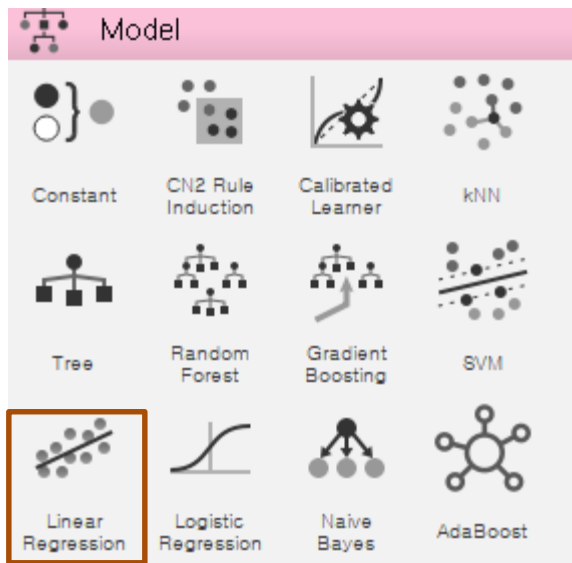 Model
Constant
CN2 Rule
Induction
Calibrated
Learner
kNN
Tree
Random
Forest
Gradient
Boosting
SVM
Linear
Regression
Logistic
Regression
Naive
Bayes
AdaBoost